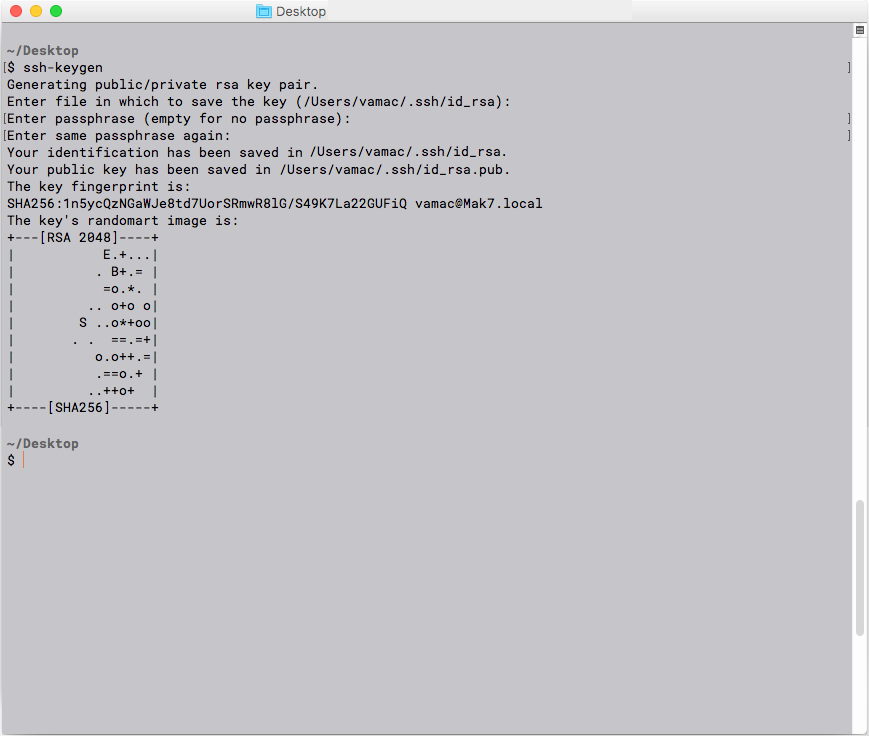 Desktop
~/Desktop
[$ ssh-keygen ]
Generating public/private rsa key pair.
Enter file in which to save the key (/Users/vamac/.ssh/id_rsa):
[Enter passphrase (empty for no passphrase): ]
[Enter same passphrase again: ]
Your identification has been saved in /Users/vamac/.ssh/id_rsa.
Your public key has been saved in /Users/vamac/.ssh/id_rsa.pub.
The key fingerprint is:
SHA256:1n5ycQzNGaWJe8td7UorSRmwR8lG/S49K7La22GUFiQ vamac@Mak7.local
The key's randomart image is:
+---[RSA 2048]----+
|           E.+...|
|          . B+.= |
|           =o.*. |
|         .. o+o o|
|        S ..o*+oo|
|       . .  ==.=+|
|          o.o++.=|
|          .==o.+ |
|         ..++o+  |
+----[SHA256]-----+
~/Desktop
$